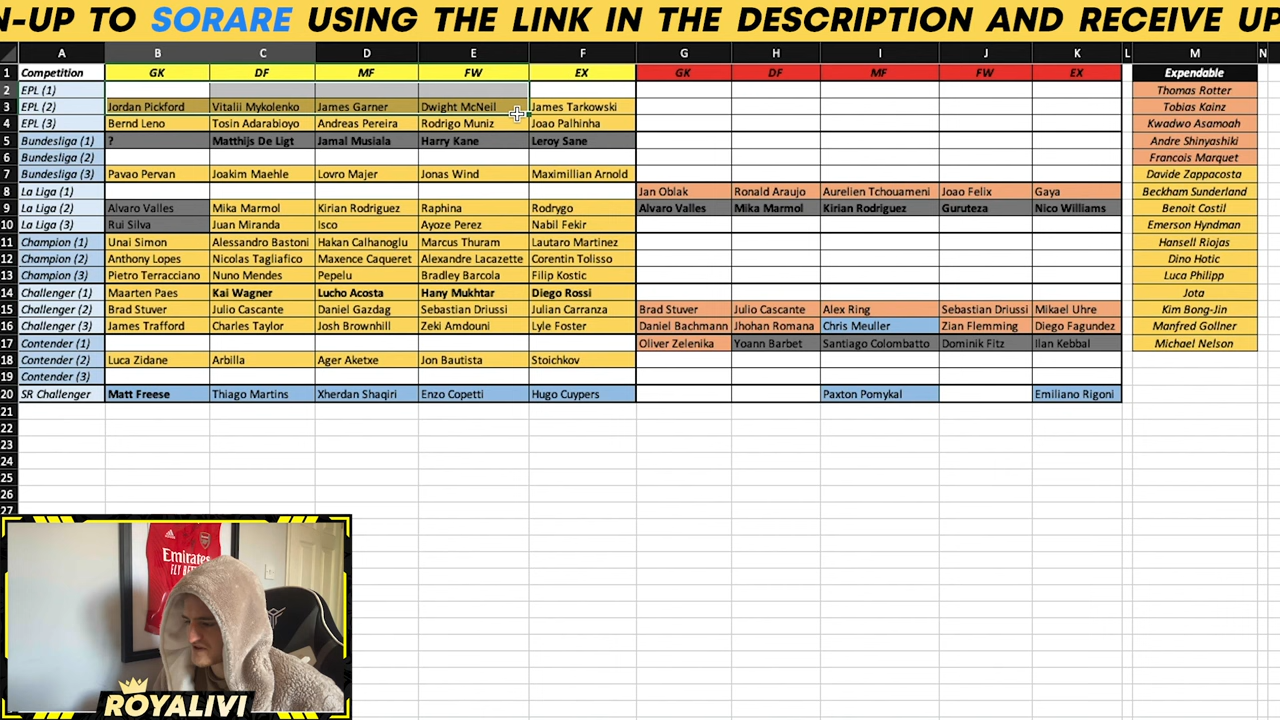 N-UP TO SORARE USING THE LINK IN THE DESCRIPTION AND RECEIVE UP
A B C D E F G H I J K L M N
1 Competition GK DF MF FW EX GK DF MF FW EX Expendable
2 EPL (1) Thomas Rotter
3 EPL (2) Jordan Pickford Vitalii Mykolenko James Garner Dwight McNeil James Tarkowski Tobias Kainz
4 EPL (3) Bernd Leno Tosin Adarabioyo Andreas Pereira Rodrigo Muniz Joao Palhinha Kwadwo Asamoah
5 Bundesliga (1) ? Matthijs De Ligt Jamal Musiala Harry Kane Leroy Sane Andre Shinyashiki
6 Bundesliga (2) Francois Marquet
7 Bundesliga (3) Pavao Pervan Joakim Maehle Lovro Majer Jonas Wind Maximillian Arnold Davide Zappacosta
8 La Liga (1) Jan Oblak Ronald Araujo Aurelien Tchouameni Joao Felix Gaya Beckham Sunderland
9 La Liga (2) Alvaro Valles Mika Marmol Kirian Rodriguez Raphina Rodrygo Alvaro Valles Mika Marmol Kirian Rodriguez Guruteza Nico Williams Benoit Costil
10 La Liga (3) Rui Silva Juan Miranda Isco Ayoze Perez Nabil Fekir Emerson Hyndman
11 Champion (1) Unai Simon Alessandro Bastoni Hakan Calhanoglu Marcus Thuram Lautaro Martinez Hansell Riojas
12 Champion (2) Anthony Lopes Nicolas Tagliafico Maxence Caqueret Alexandre Lacazette Corentin Tolisso Dino Hotic
13 Champion (3) Pietro Terracciano Nuno Mendes Pepelu Bradley Barcola Filip Kostic Luca Philipp
14 Challenger (1) Maarten Paes Kai Wagner Lucho Acosta Hany Mukhtar Diego Rossi Jota
15 Challenger (2) Brad Stuver Julio Cascante Daniel Gazdag Sebastian Driussi Julian Carranza Brad Stuver Julio Cascante Alex Ring Sebastian Driussi Mikael Uhre Kim Bong-Jin
16 Challenger (3) James Trafford Charles Taylor Josh Brownhill Zeki Amdouni Lyle Foster Daniel Bachmann Jhohan Romana Chris Meuller Zian Flemming Diego Fagundez Manfred Gollner
17 Contender (1) Oliver Zelenika Yoann Barbet Santiago Colombatto Dominik Fitz Ilan Kebbal Michael Nelson
18 Contender (2) Luca Zidane Arbilla Ager Aketxe Jon Bautista Stoichkov
19 Contender (3)
20 SR Challenger Matt Freese Thiago Martins Xherdan Shaqiri Enzo Copetti Hugo Cuypers Paxton Pomykal Emiliano Rigoni
21
22
23
24
25
26
27
Emirates
ROYALIVI